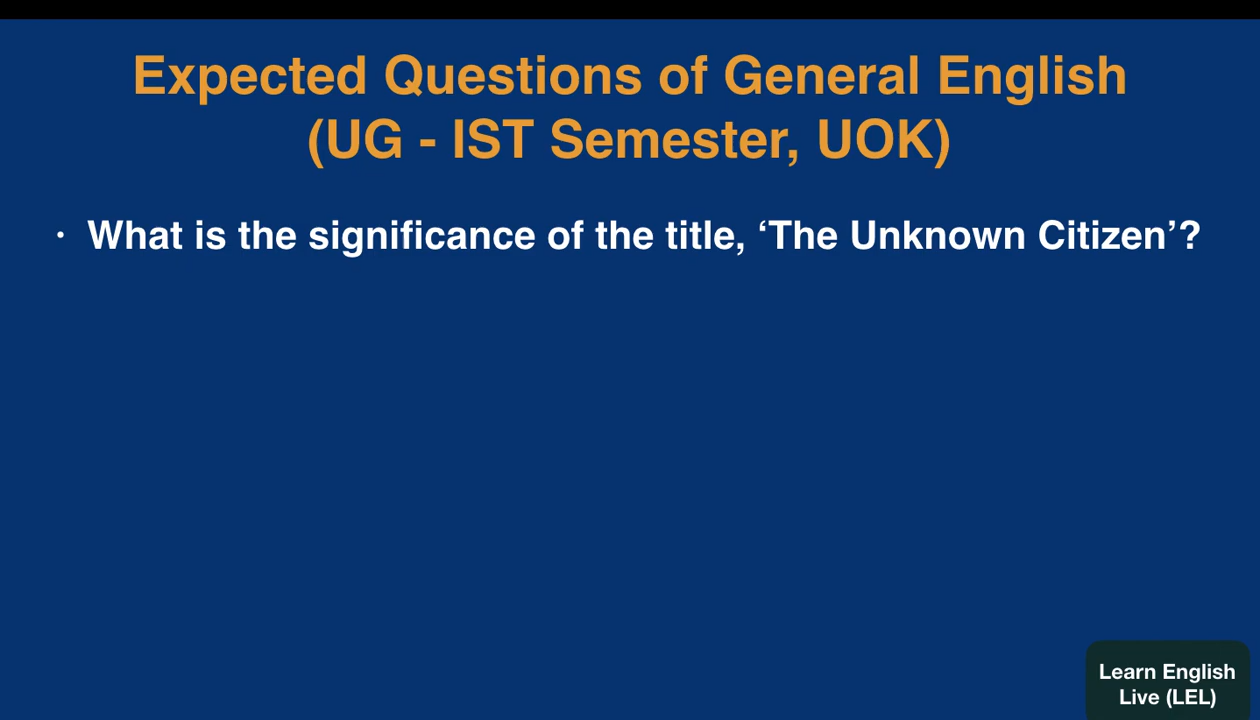 Expected Questions of General English
(UG - IST Semester, UOK)
· What is the significance of the title, ‘The Unknown Citizen’?
Learn English
Live (LEL)